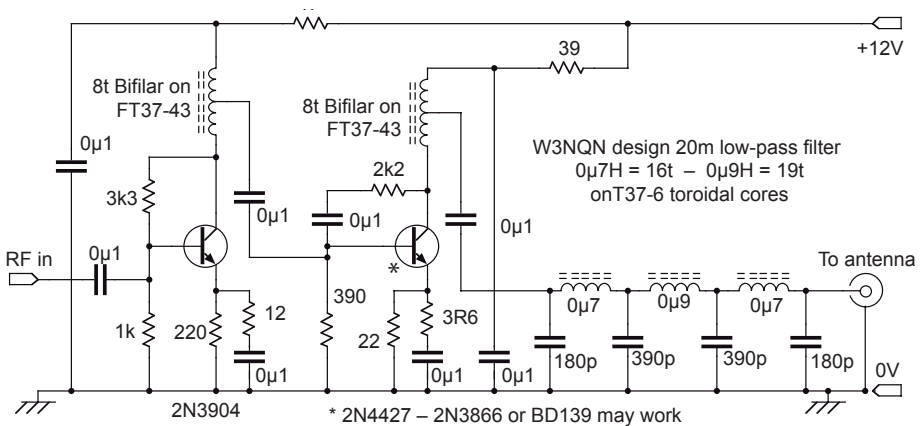 +12V
39
8t Bifilar on
FT37-43
8t Bifilar on
FT37-43
W3NQN design 20m low-pass filter
0µ7H = 16t – 0µ9H = 19t
onT37-6 toroidal cores
0µ1
2k2
3k3
0µ1
0µ1
0µ1
0µ1
RF in
*
To antenna
0µ7
0µ9
0µ7
390
12
3R6
1k
220
22
180p
390p
390p
180p
0µ1
0µ1
0µ1
0V
2N3904
* 2N4427 – 2N3866 or BD139 may work